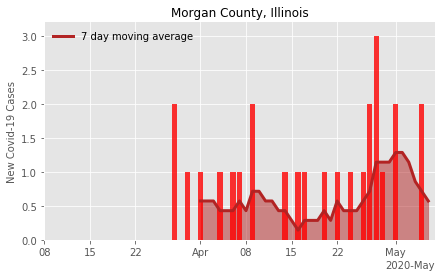 Morgan County, Illinois
7 day moving average
New Covid-19 Cases
3.0
2.5
2.0
1.5
1.0
0.5
0.0
08 15 22 Apr 08 15 22 May
2020-May